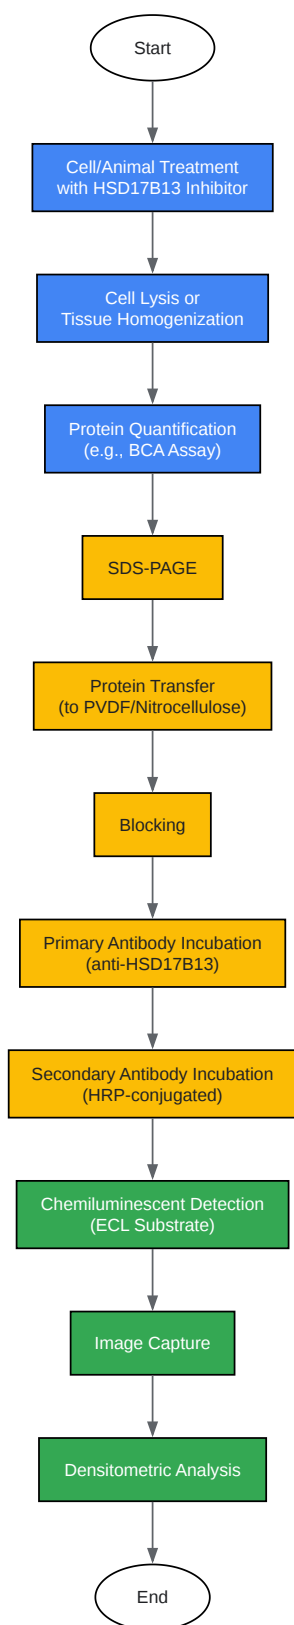 Start
Cell/Animal Treatment
with HSD17B13 Inhibitor
Cell Lysis or
Tissue Homogenization
Protein Quantification
(e.g., BCA Assay)
SDS-PAGE
Protein Transfer
(to PVDF/Nitrocellulose)
Blocking
Primary Antibody Incubation
(anti-HSD17B13)
Secondary Antibody Incubation
(HRP-conjugated)
Chemiluminescent Detection
(ECL Substrate)
Image Capture
Densitometric Analysis
End